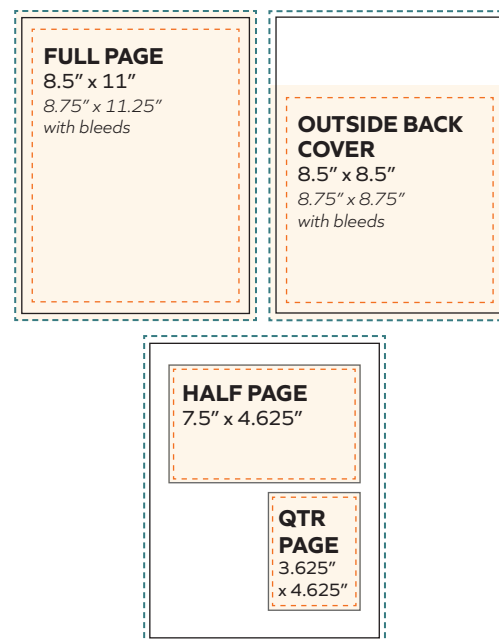 FULL PAGE
8.5” x 11”
8.75” x 11.25”
with bleeds
OUTSIDE BACK
COVER
8.5” x 8.5”
8.75” x 8.75”
with bleeds
HALF PAGE
7.5” x 4.625”
QTR
PAGE
3.625”
x 4.625”